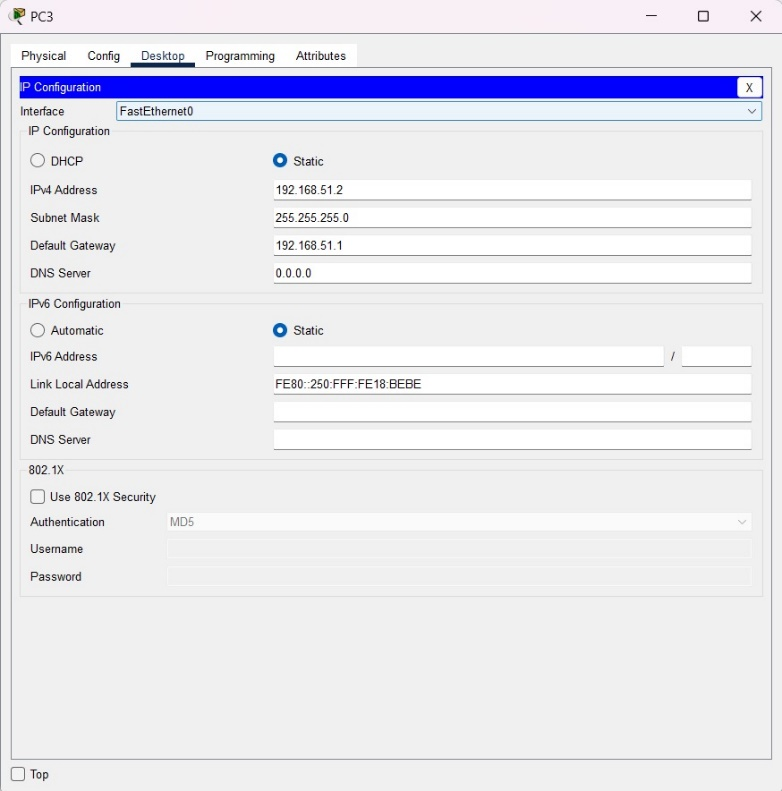 PC3
Physical Config Desktop Programming Attributes
IP Configuration X
Interface FastEthernet0
IP Configuration
DHCP Static
IPv4 Address 192.168.51.2
Subnet Mask 255.255.255.0
Default Gateway 192.168.51.1
DNS Server 0.0.0.0
IPv6 Configuration
Automatic Static
IPv6 Address /
Link Local Address FE80::250:FFF:FE18:BEBE
Default Gateway
DNS Server
802.1X
Use 802.1X Security
Authentication MD5
Username
Password
Top